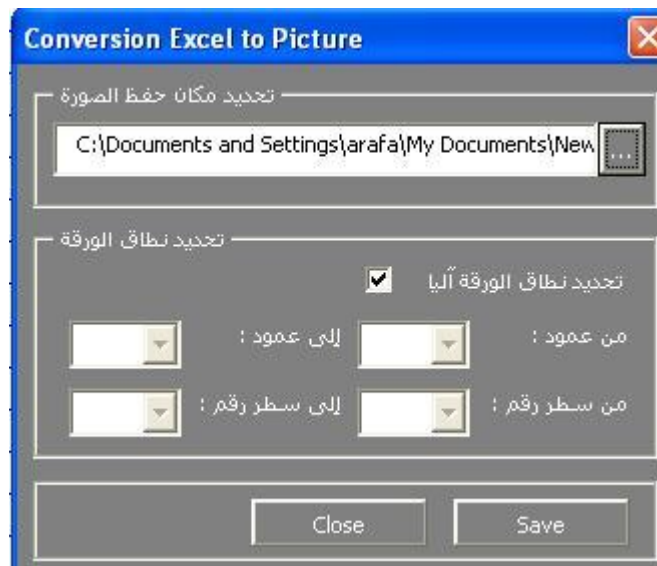 Conversion Excel to Picture
تحديد مكان حفظ الصورة
C:\Documents and Settings\arafa\My Documents\New
...
تحديد نطاق الورقة
تحديد نطاق الورقة آليا
من عمود : إلى عمود :
من سطر رقم : إلى سطر رقم :
Close Save